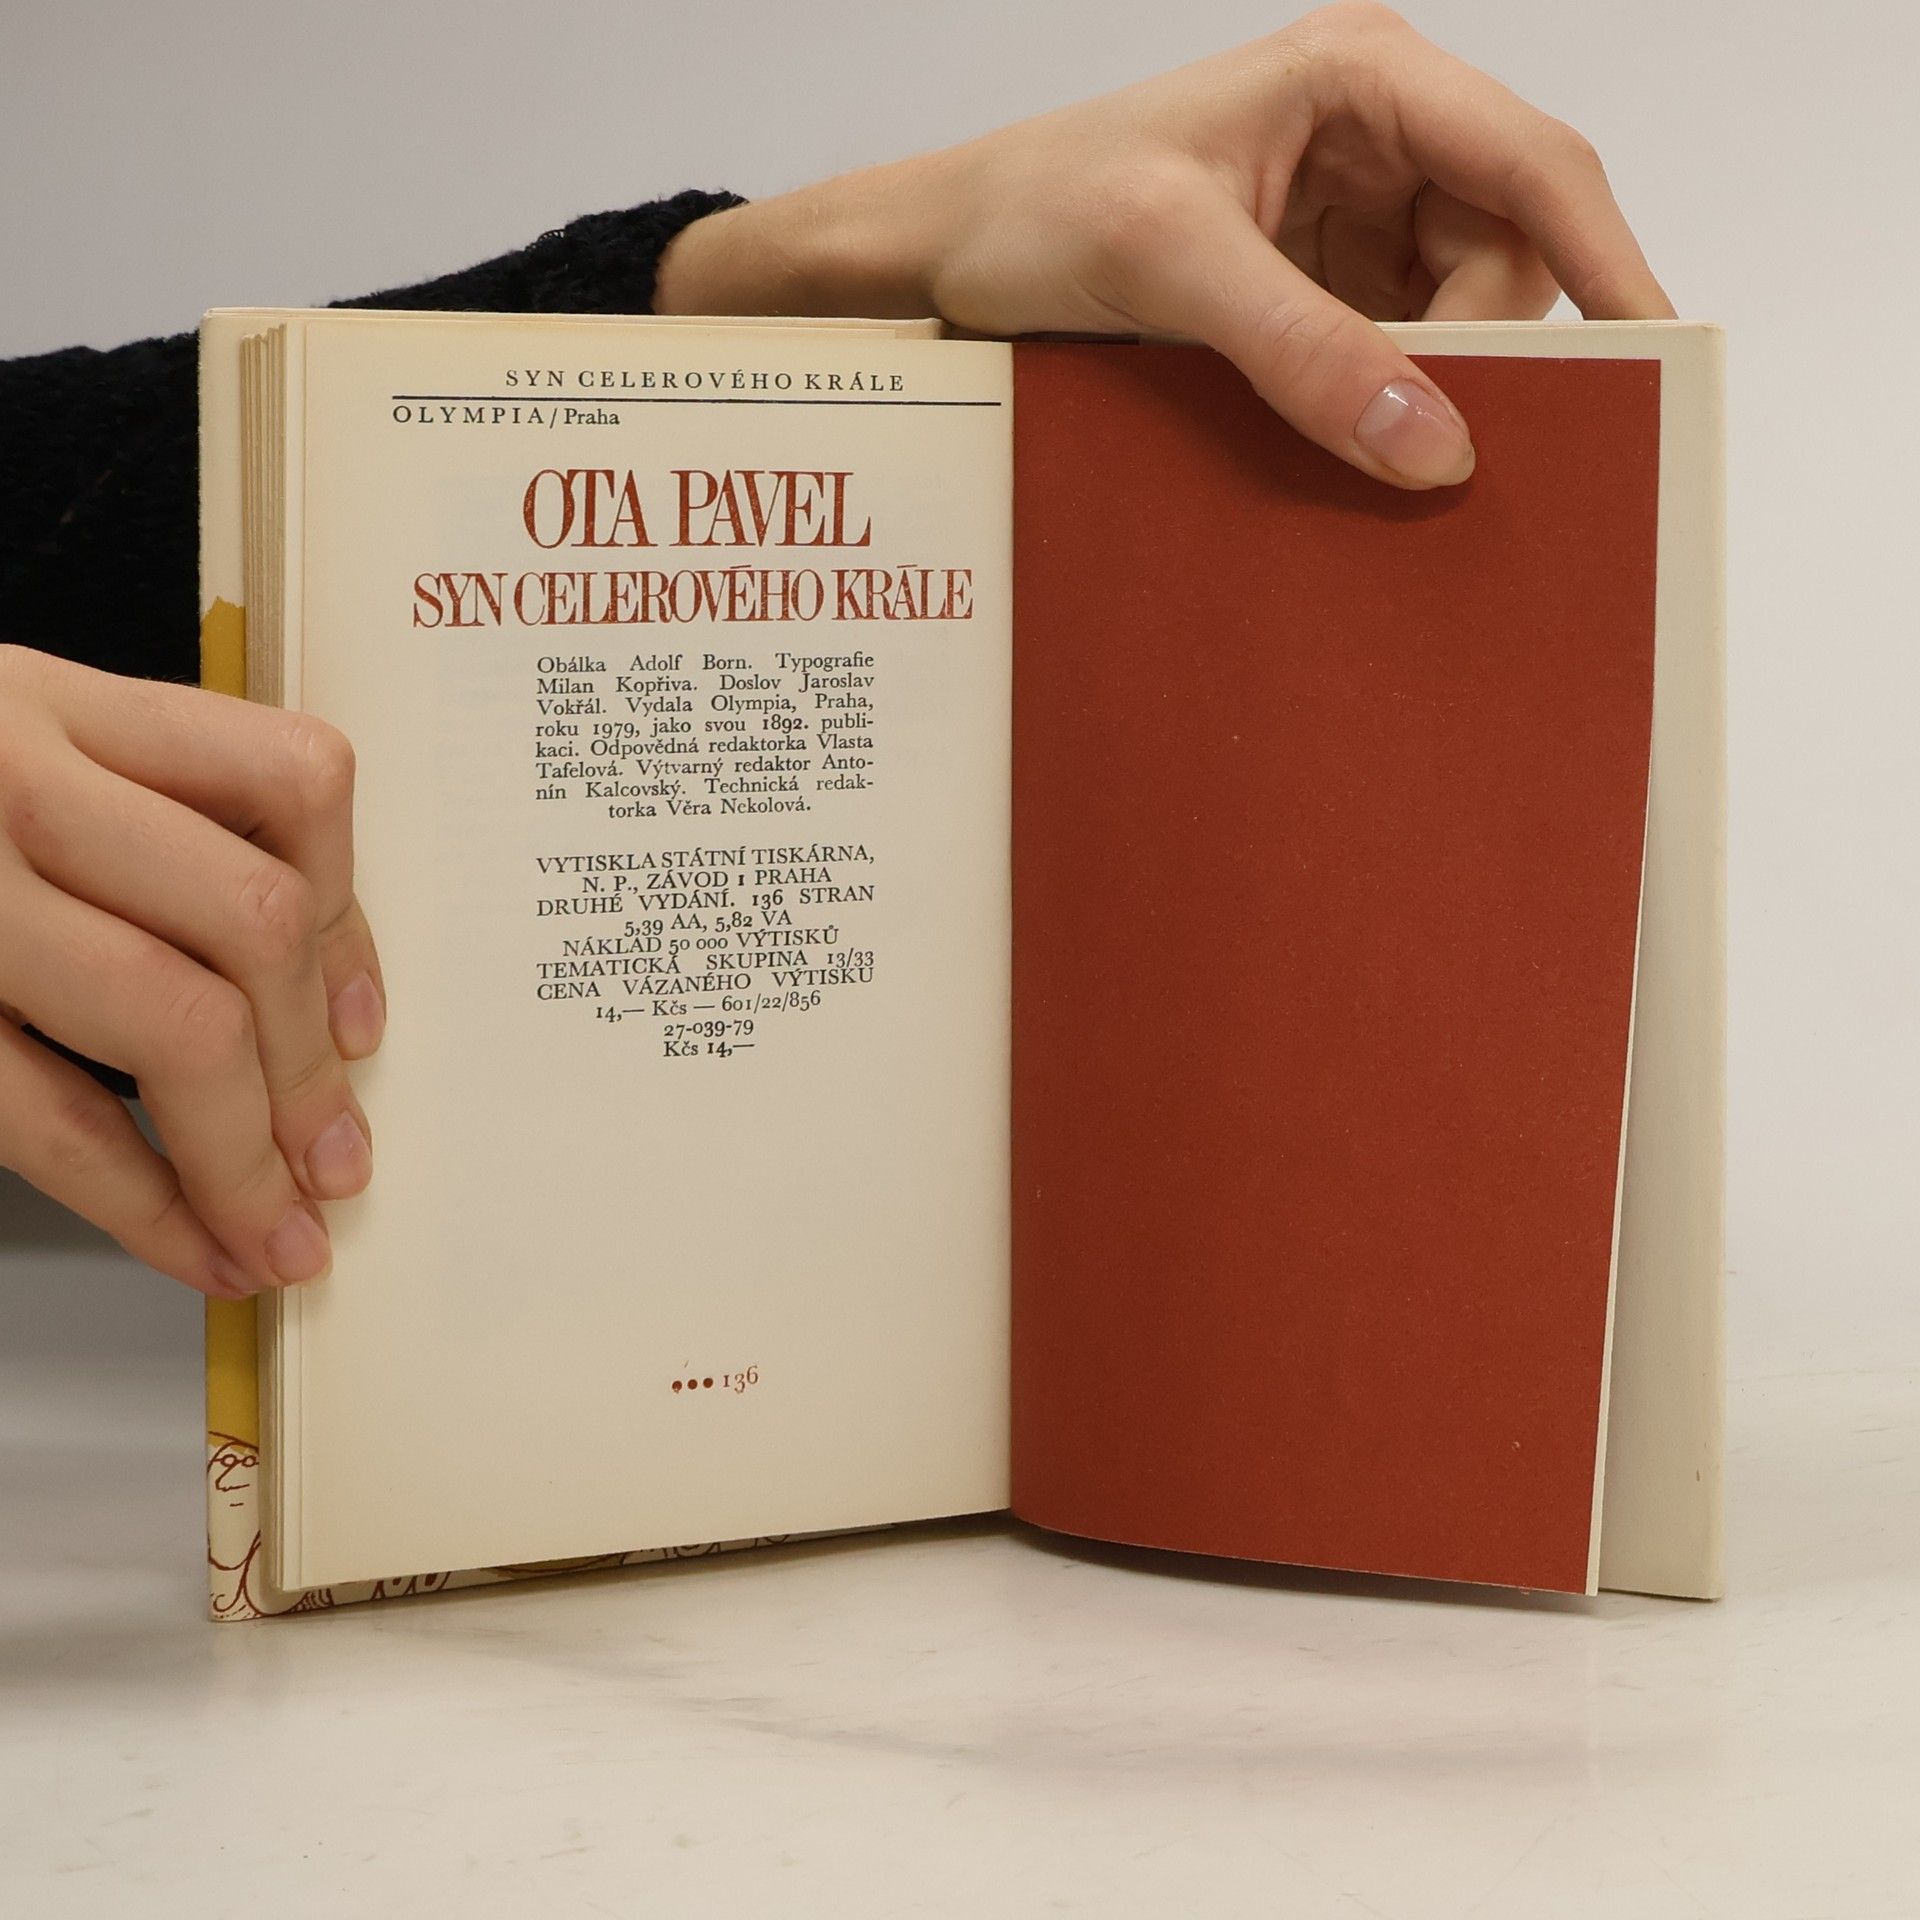 SYN CELEROVÉHO KRÁLE
OLYMPIA/Praha
OTA PAVEL
SYN CELEROVÉHO KRÁLE
Obálka Adolf Born. Typografie
Milan Kopřiva. Doslov Jaroslav
Vokřál. Vydala Olympia, Praha,
roku 1979, jako svou 1892. publi-
kaci. Odpovědná redaktorka Vlasta
Tafelová. Výtvarný redaktor Anto-
nín Kalcovský. Technická redak-
torka Věra Nekolová.
VYTISKLA STÁTNÍ TISKÁRNA,
N. P., ZÁVOD 1 PRAHA
DRUHÉ VYDÁNÍ. 136 STRAN
5,39 AA, 5,82 VA
NÁKLAD 50 000 VÝTISKŮ
TEMATICKÁ SKUPINA 13/33
CENA VÁZANÉHO VÝTISKU
14,— Kčs — 601/22/856
27-039-79
Kčs 14,—
●●● 136